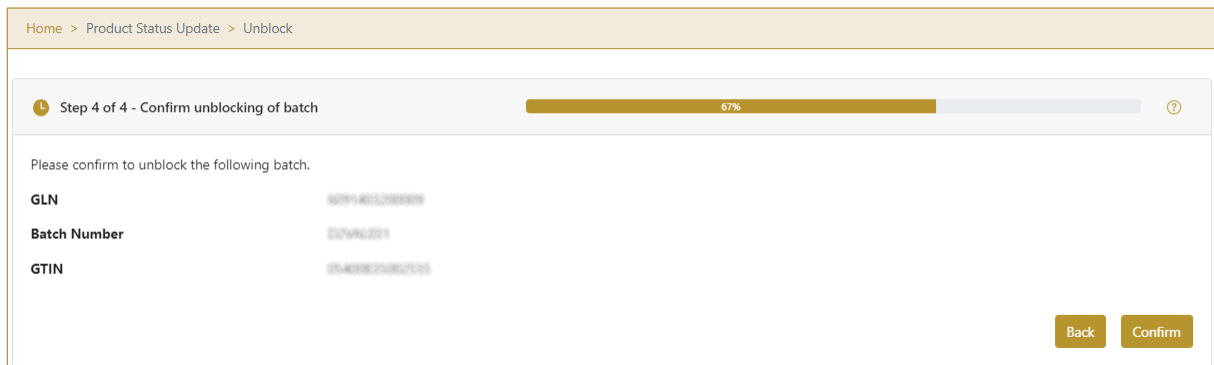 Home > Product Status Update > Unblock
Step 4 of 4 - Confirm unblocking of batch 67% ?
Please confirm to unblock the following batch.
GLN
Batch Number
GTIN
Back Confirm